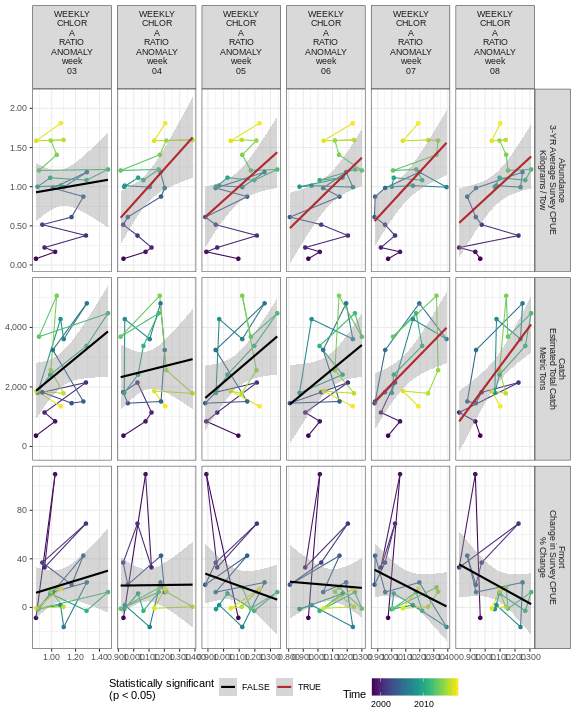 WEEKLY WEEKLY WEEKLY WEEKLY WEEKLY WEEKLY
CHLOR CHLOR CHLOR CHLOR CHLOR CHLOR
A A A A A A
RATIO RATIO RATIO RATIO RATIO RATIO
ANOMALY ANOMALY ANOMALY ANOMALY ANOMALY ANOMALY
week week week week week week
03 04 05 06 07 08
2.00
1.50
1.00
0.50
0.00
Abundance
3-YR Average Survey CPUE
Kilograms / Tow
4,000
2,000
0
Catch
Estimated Total Catch
Metric Tons
80
40
0
Fmort
Change in Survey CPUE
% Change
1.00 1.20 1.40
Statistically significant
(p < 0.05)
FALSE TRUE
Time
2000 2010